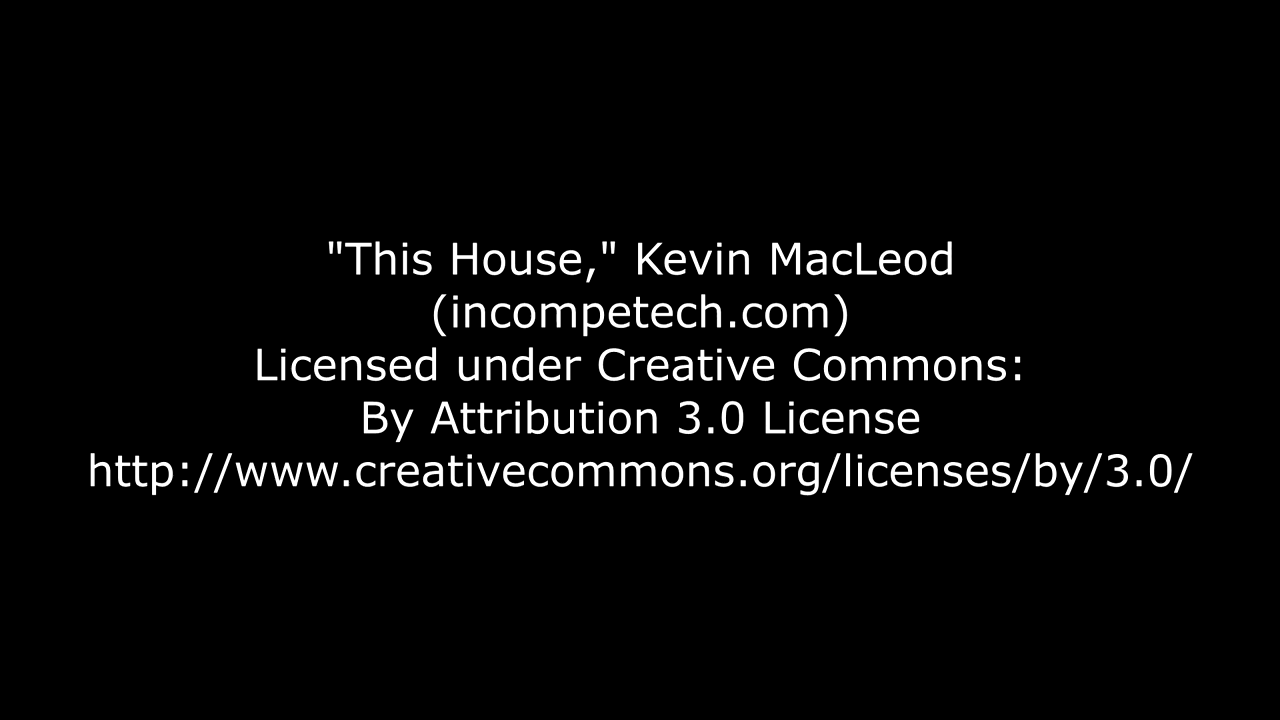 "This House," Kevin MacLeod
(incompetech.com)
Licensed under Creative Commons:
By Attribution 3.0 License
http://www.creativecommons.org/licenses/by/3.0/